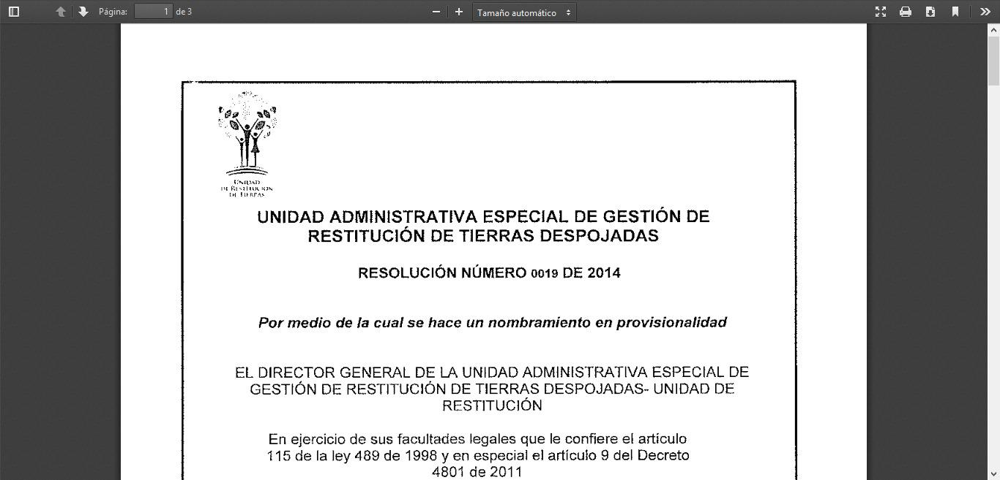 Página: 1 de 3
Tamaño automático
UNIDAD
DE RESTITUCIÓN
DE TIERRAS
UNIDAD ADMINISTRATIVA ESPECIAL DE GESTIÓN DE
RESTITUCIÓN DE TIERRAS DESPOJADAS
RESOLUCIÓN NÚMERO 0019 DE 2014
Por medio de la cual se hace un nombramiento en provisionalidad
EL DIRECTOR GENERAL DE LA UNIDAD ADMINISTRATIVA ESPECIAL DE
GESTIÓN DE RESTITUCIÓN DE TIERRAS DESPOJADAS- UNIDAD DE
RESTITUCIÓN
En ejercicio de sus facultades legales que le confiere el artículo
115 de la ley 489 de 1998 y en especial el artículo 9 del Decreto
4801 de 2011